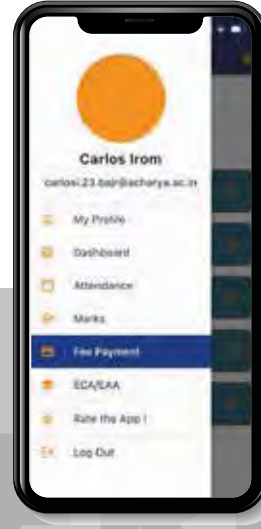 Carlos Irom
carlosi.23.bajr@acharya.ac.in
My Profile
Dashboard
Attendance
Marks
Fee Payment
ECA/EAA
Rate the App !
Log Out